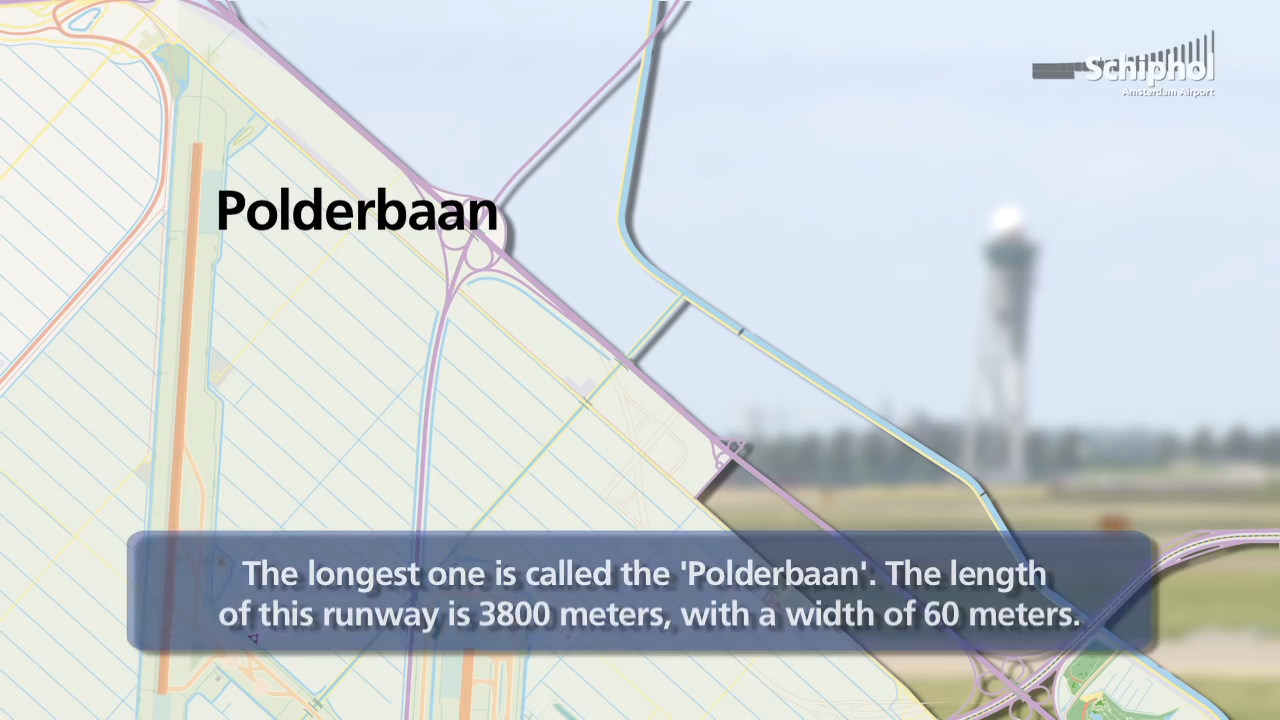 Schiphol
Amsterdam Airport
Polderbaan
The longest one is called the 'Polderbaan'. The length
of this runway is 3800 meters, with a width of 60 meters.